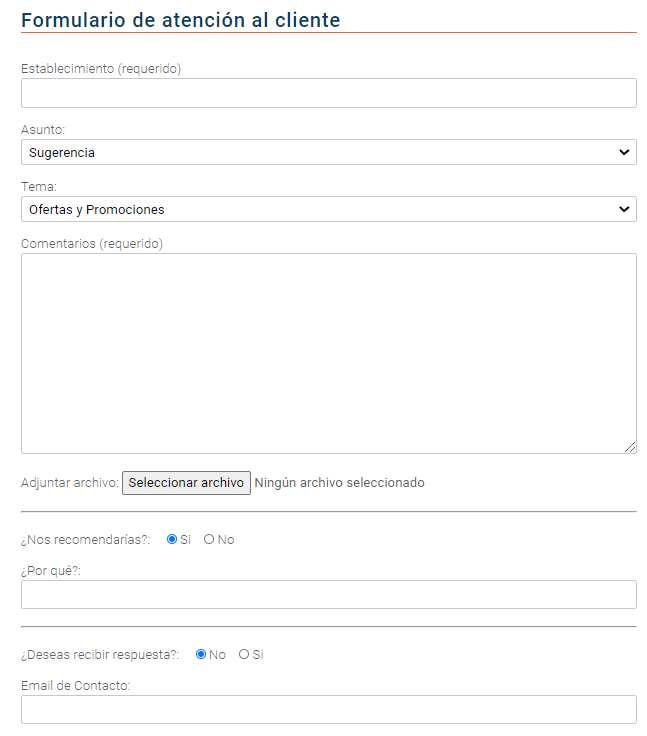 Formulario de atención al cliente
Establecimiento (requerido)
Asunto:
Sugerencia
Tema:
Ofertas y Promociones
Comentarios (requerido)
Adjuntar archivo: Seleccionar archivo Ningún archivo seleccionado
¿Nos recomendarías?: Si No
¿Por qué?:
¿Deseas recibir respuesta?: No Si
Email de Contacto: